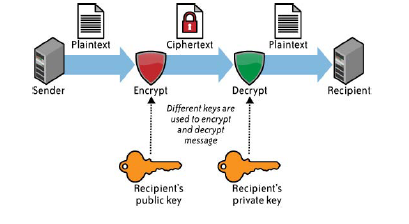 Plaintext
Ciphertext
Plaintext
Sender
Encrypt
Decrypt
Recipient
Different keys are
used to encrypt
and decrypt
message
Recipient's
public key
Recipient's
private key